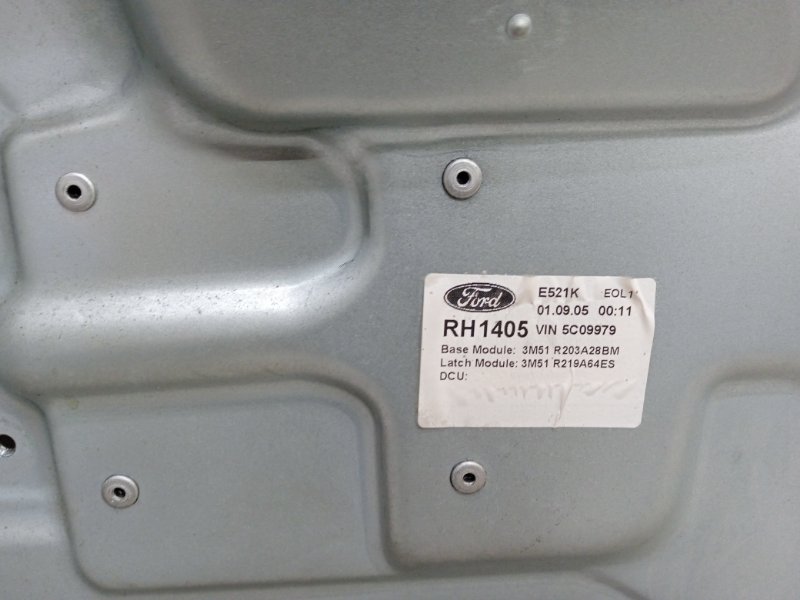 Ford E521K EOL1
01.09.05 00:11
RH1405 VIN 5C09979
Base Module: 3M51 R203A28BM
Latch Module: 3M51 R219A64ES
DCU: